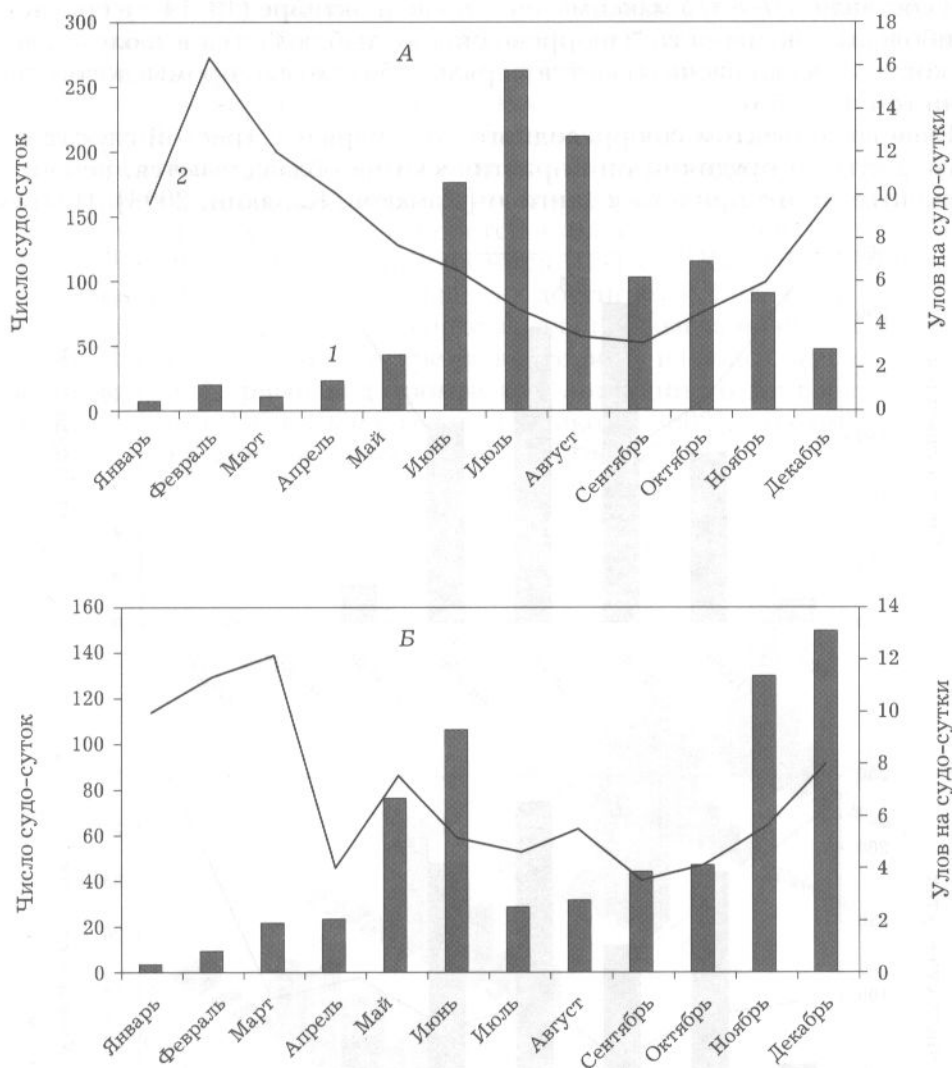 А
Число судо-суток
300
250
200
150
100
50
0
18
16
14
12
10
8
6
4
2
0
Улов на судо-сутки
2
1
Январь
Февраль
Март
Апрель
Май
Июнь
Июль
Август
Сентябрь
Октябрь
Ноябрь
Декабрь
Б
Число судо-суток
160
140
120
100
80
60
40
20
0
14
12
10
8
6
4
2
0
Улов на судо-сутки
Январь
Февраль
Март
Апрель
Май
Июнь
Июль
Август
Сентябрь
Октябрь
Ноябрь
Декабрь